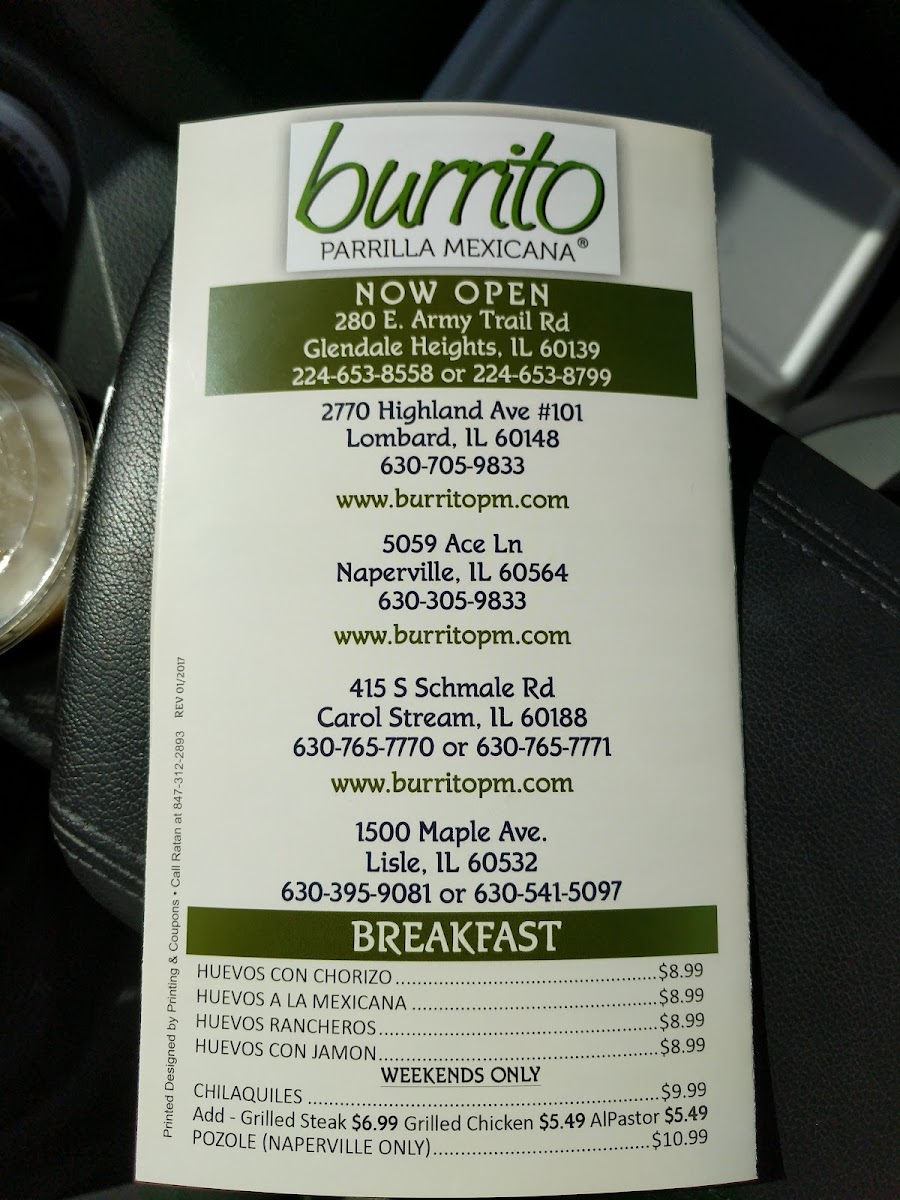 burrito
PARRILLA MEXICANA®
NOW OPEN
280 E. Army Trail Rd
Glendale Heights, IL 60139
224-653-8558 or 224-653-8799
2770 Highland Ave #101
Lombard, IL 60148
630-705-9833
www.burritopm.com
5059 Ace Ln
Naperville, IL 60564
630-305-9833
www.burritopm.com
415 S Schmale Rd
Carol Stream, IL 60188
630-765-7770 or 630-765-7771
www.burritopm.com
1500 Maple Ave.
Lisle, IL 60532
630-395-9081 or 630-541-5097
BREAKFAST
HUEVOS CON CHORIZO ........ $8.99
HUEVOS A LA MEXICANA ........ $8.99
HUEVOS RANCHEROS ........ $8.99
HUEVOS CON JAMON ........ $8.99
WEEKENDS ONLY
CHILAQUILES ........ $9.99
Add - Grilled Steak $6.99 Grilled Chicken $5.49 AlPastor $5.49
POZOLE (NAPERVILLE ONLY) ........ $10.99
Printed Designed by Printing & Coupons • Call Ratan at 847-312-2893 REV 01/2017